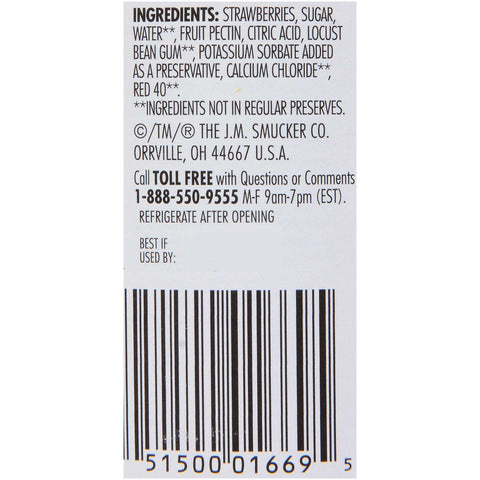 INGREDIENTS: STRAWBERRIES, SUGAR,
WATER**, FRUIT PECTIN, CITRIC ACID, LOCUST
BEAN GUM**, POTASSIUM SORBATE ADDED
AS A PRESERVATIVE, CALCIUM CHLORIDE**,
RED 40**.
**INGREDIENTS NOT IN REGULAR PRESERVES.
©/TM/® THE J.M. SMUCKER CO.
ORRVILLE, OH 44667 U.S.A.
Call TOLL FREE with Questions or Comments
1-888-550-9555 M-F 9am-7pm (EST).
REFRIGERATE AFTER OPENING
BEST IF
USED BY:
51500 01669 5